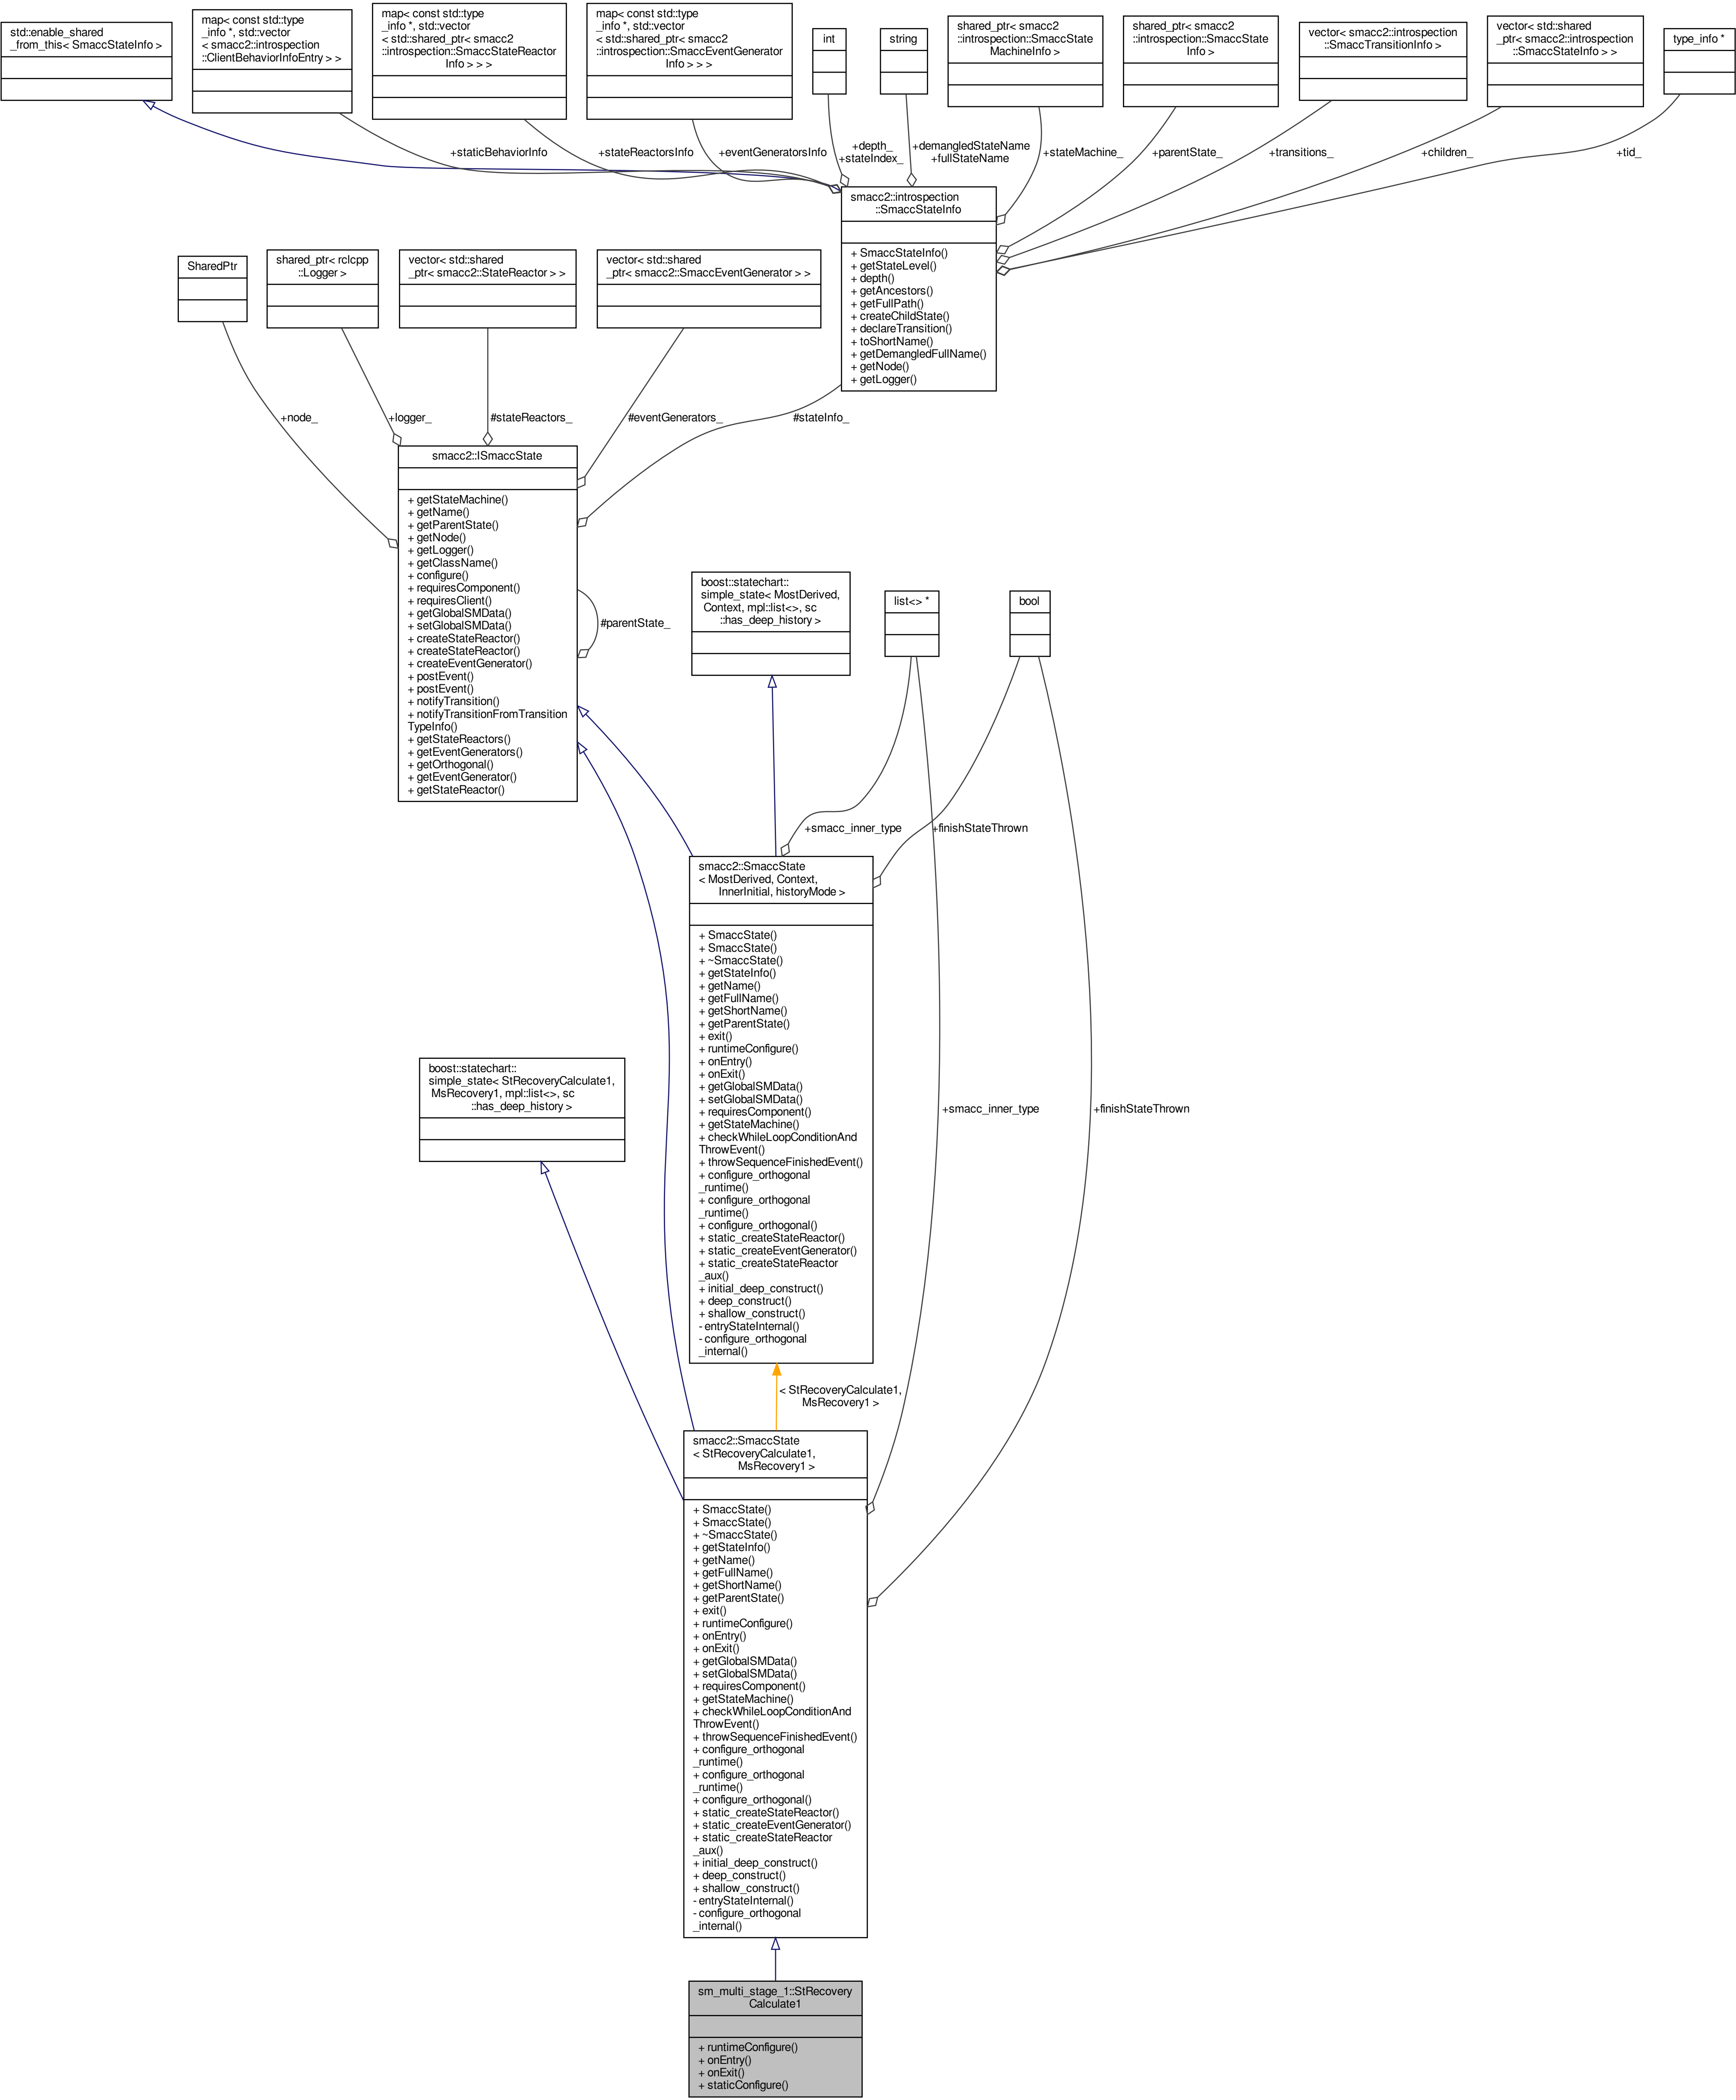 std::enable_shared
_from_this< SmaccStateInfo >
map< const std::type
_info *, std::vector
< smacc2::introspection
::ClientBehaviorInfoEntry > >
map< const std::type
_info *, std::vector
< std::shared_ptr< smacc2
::introspection::SmaccStateReactor
Info > > >
map< const std::type
_info *, std::vector
< std::shared_ptr< smacc2
::introspection::SmaccEventGenerator
Info > > >
int
string
shared_ptr< smacc2
::introspection::SmaccState
MachineInfo >
shared_ptr< smacc2
::introspection::SmaccState
Info >
vector< smacc2::introspection
::SmaccTransitionInfo >
vector< std::shared
_ptr< smacc2::introspection
::SmaccStateInfo > >
type_info *
+staticBehaviorInfo
+stateReactorsInfo
+eventGeneratorsInfo
+depth_
+stateIndex_
+demangledStateName
+fullStateName
+stateMachine_
+parentState_
+transitions_
+children_
+tid_
smacc2::introspection
::SmaccStateInfo
+ SmaccStateInfo()
+ getStateLevel()
+ depth()
+ getAncestors()
+ getFullPath()
+ createChildState()
+ declareTransition()
+ toShortName()
+ getDemangledFullName()
+ getNode()
+ getLogger()
SharedPtr
shared_ptr< rclcpp
::Logger >
vector< std::shared
_ptr< smacc2::StateReactor > >
vector< std::shared
_ptr< smacc2::SmaccEventGenerator > >
+node_
+logger_
#stateReactors_
#eventGenerators_
#stateInfo_
smacc2::ISmaccState
+ getStateMachine()
+ getName()
+ getParentState()
+ getNode()
+ getLogger()
+ getClassName()
+ configure()
+ requiresComponent()
+ requiresClient()
+ getGlobalSMData()
+ setGlobalSMData()
+ createStateReactor()
+ createStateReactor()
+ createEventGenerator()
+ postEvent()
+ postEvent()
+ notifyTransition()
+ notifyTransitionFromTransition
TypeInfo()
+ getStateReactors()
+ getEventGenerators()
+ getOrthogonal()
+ getEventGenerator()
+ getStateReactor()
#parentState_
boost::statechart::
simple_state< MostDerived,
Context, mpl::list<>, sc
::has_deep_history >
list<> *
bool
+smacc_inner_type
+finishStateThrown
smacc2::SmaccState
< MostDerived, Context,
InnerInitial, historyMode >
+ SmaccState()
+ SmaccState()
+ ~SmaccState()
+ getStateInfo()
+ getName()
+ getFullName()
+ getShortName()
+ getParentState()
+ exit()
+ runtimeConfigure()
+ onEntry()
+ onExit()
+ getGlobalSMData()
+ setGlobalSMData()
+ requiresComponent()
+ getStateMachine()
+ checkWhileLoopConditionAnd
ThrowEvent()
+ throwSequenceFinishedEvent()
+ configure_orthogonal
_runtime()
+ configure_orthogonal
_runtime()
+ configure_orthogonal()
+ static_createStateReactor()
+ static_createEventGenerator()
+ static_createStateReactor
_aux()
+ initial_deep_construct()
+ deep_construct()
+ shallow_construct()
- entryStateInternal()
- configure_orthogonal
_internal()
boost::statechart::
simple_state< StRecoveryCalculate1,
MsRecovery1, mpl::list<>, sc
::has_deep_history >
+smacc_inner_type
+finishStateThrown
< StRecoveryCalculate1,
MsRecovery1 >
smacc2::SmaccState
< StRecoveryCalculate1,
MsRecovery1 >
+ SmaccState()
+ SmaccState()
+ ~SmaccState()
+ getStateInfo()
+ getName()
+ getFullName()
+ getShortName()
+ getParentState()
+ exit()
+ runtimeConfigure()
+ onEntry()
+ onExit()
+ getGlobalSMData()
+ setGlobalSMData()
+ requiresComponent()
+ getStateMachine()
+ checkWhileLoopConditionAnd
ThrowEvent()
+ throwSequenceFinishedEvent()
+ configure_orthogonal
_runtime()
+ configure_orthogonal
_runtime()
+ configure_orthogonal()
+ static_createStateReactor()
+ static_createEventGenerator()
+ static_createStateReactor
_aux()
+ initial_deep_construct()
+ deep_construct()
+ shallow_construct()
- entryStateInternal()
- configure_orthogonal
_internal()
sm_multi_stage_1::StRecovery
Calculate1
+ runtimeConfigure()
+ onEntry()
+ onExit()
+ staticConfigure()